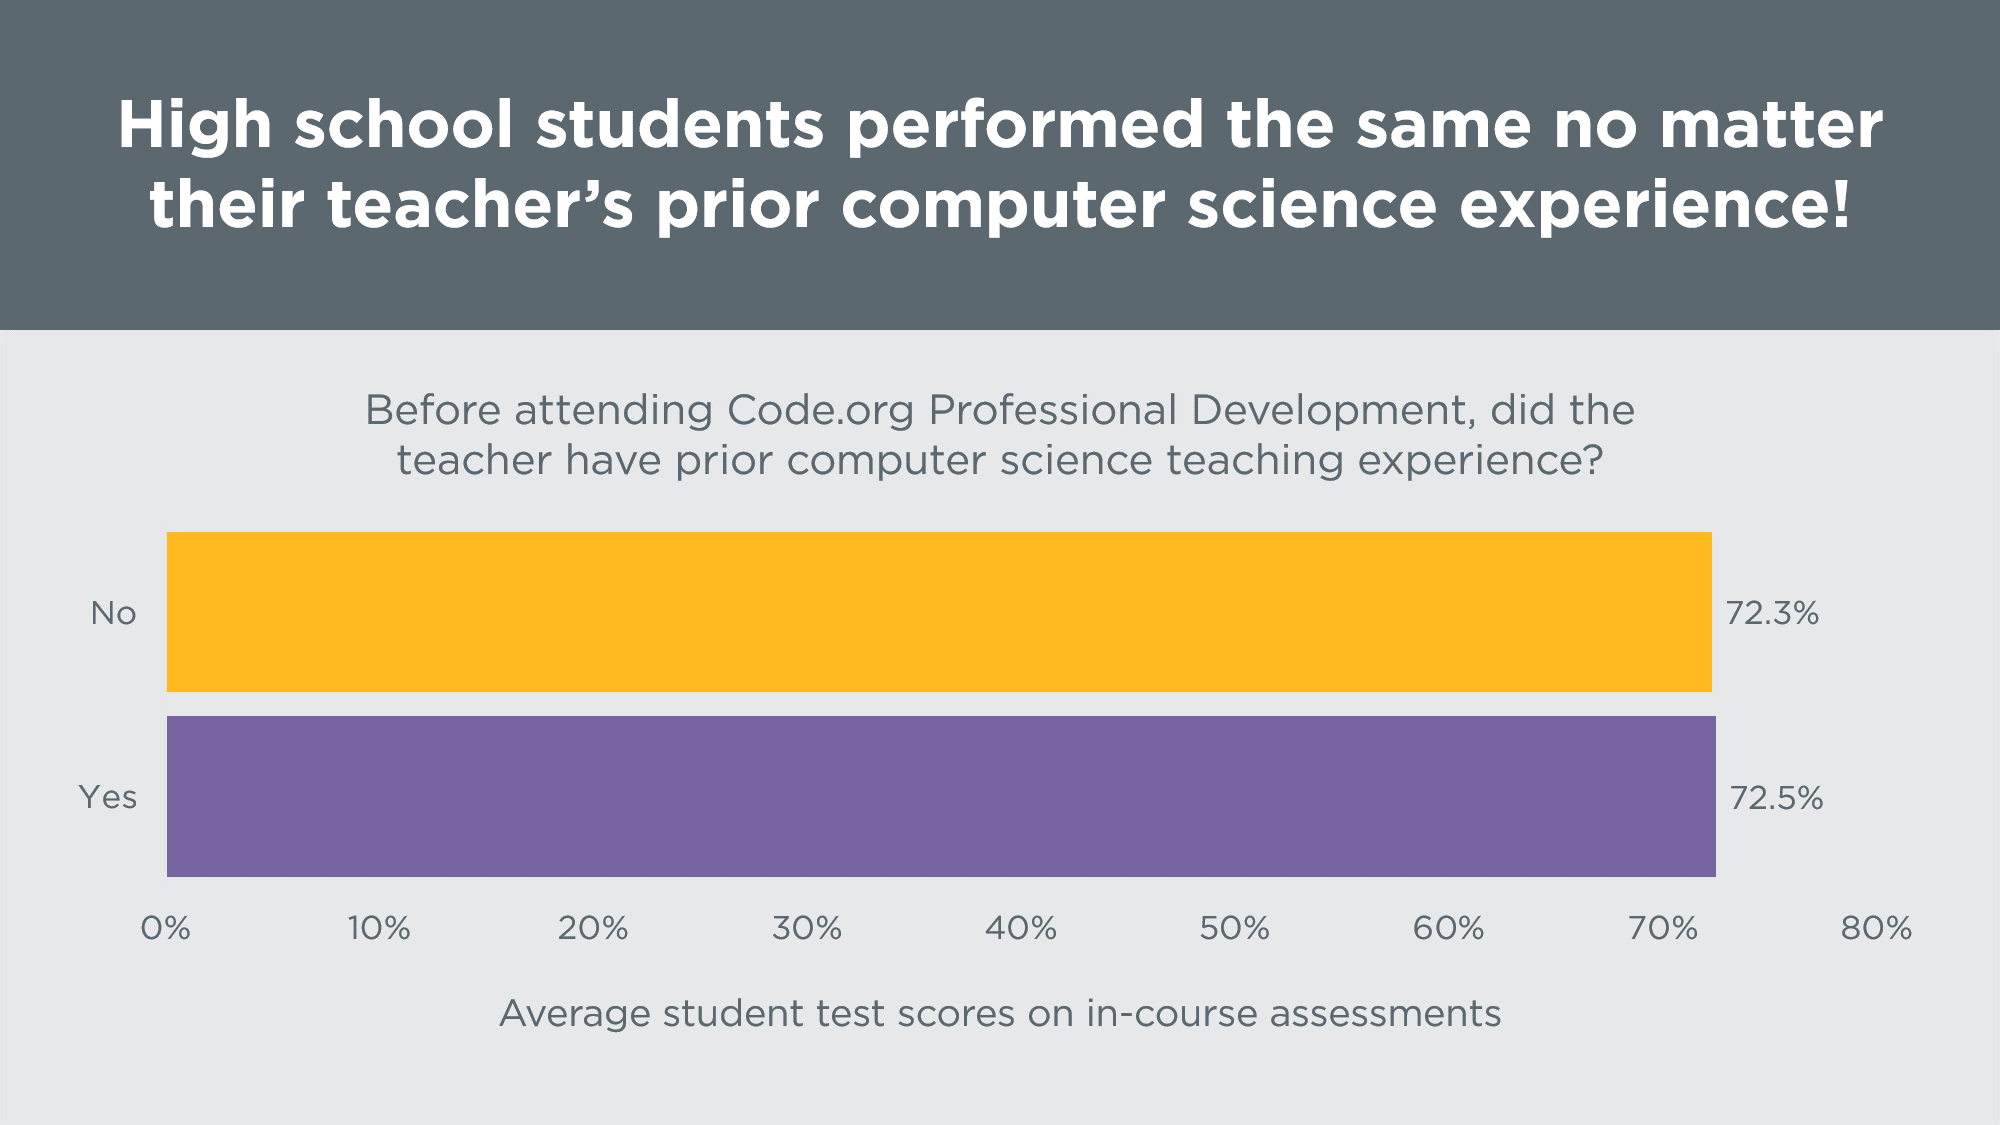 High school students performed the same no matter
their teacher’s prior computer science experience!
Before attending Code.org Professional Development, did the
teacher have prior computer science teaching experience?
No
72.3%
Yes
72.5%
0% 10% 20% 30% 40% 50% 60% 70% 80%
Average student test scores on in-course assessments